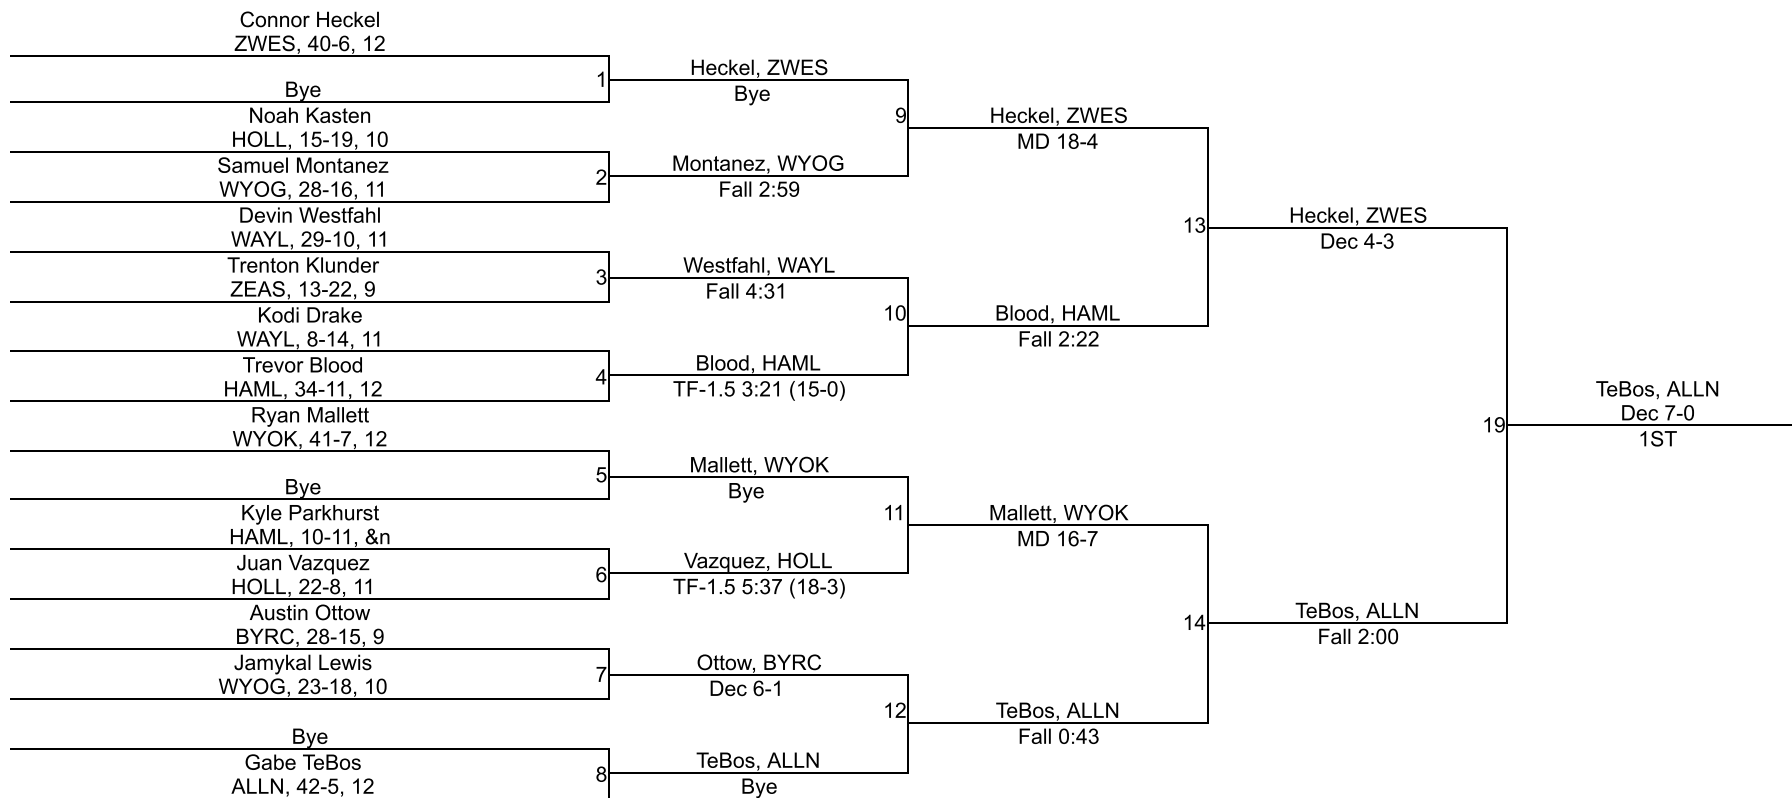 Connor Heckel
ZWES, 40-6, 12
Bye
1
Noah Kasten
HOLL, 15-19, 10
Samuel Montanez
WYOG, 28-16, 11
2
Devin Westfahl
WAYL, 29-10, 11
Trenton Klunder
ZEAS, 13-22, 9
3
Kodi Drake
WAYL, 8-14, 11
Trevor Blood
HAML, 34-11, 12
4
Ryan Mallett
WYOK, 41-7, 12
Bye
5
Kyle Parkhurst
HAML, 10-11, &n
Juan Vazquez
HOLL, 22-8, 11
6
Austin Ottow
BYRC, 28-15, 9
Jamykal Lewis
WYOG, 23-18, 10
7
Bye
Gabe TeBos
ALLN, 42-5, 12
8
Heckel, ZWES
Bye
9
Montanez, WYOG
Fall 2:59
Westfahl, WAYL
Fall 4:31
10
Blood, HAML
TF-1.5 3:21 (15-0)
Mallett, WYOK
Bye
11
Vazquez, HOLL
TF-1.5 5:37 (18-3)
Ottow, BYRC
Dec 6-1
12
TeBos, ALLN
Bye
Heckel, ZWES
MD 18-4
13
Blood, HAML
Fall 2:22
Mallett, WYOK
MD 16-7
14
TeBos, ALLN
Fall 0:43
Heckel, ZWES
Dec 4-3
19
TeBos, ALLN
Fall 2:00
TeBos, ALLN
Dec 7-0
1ST